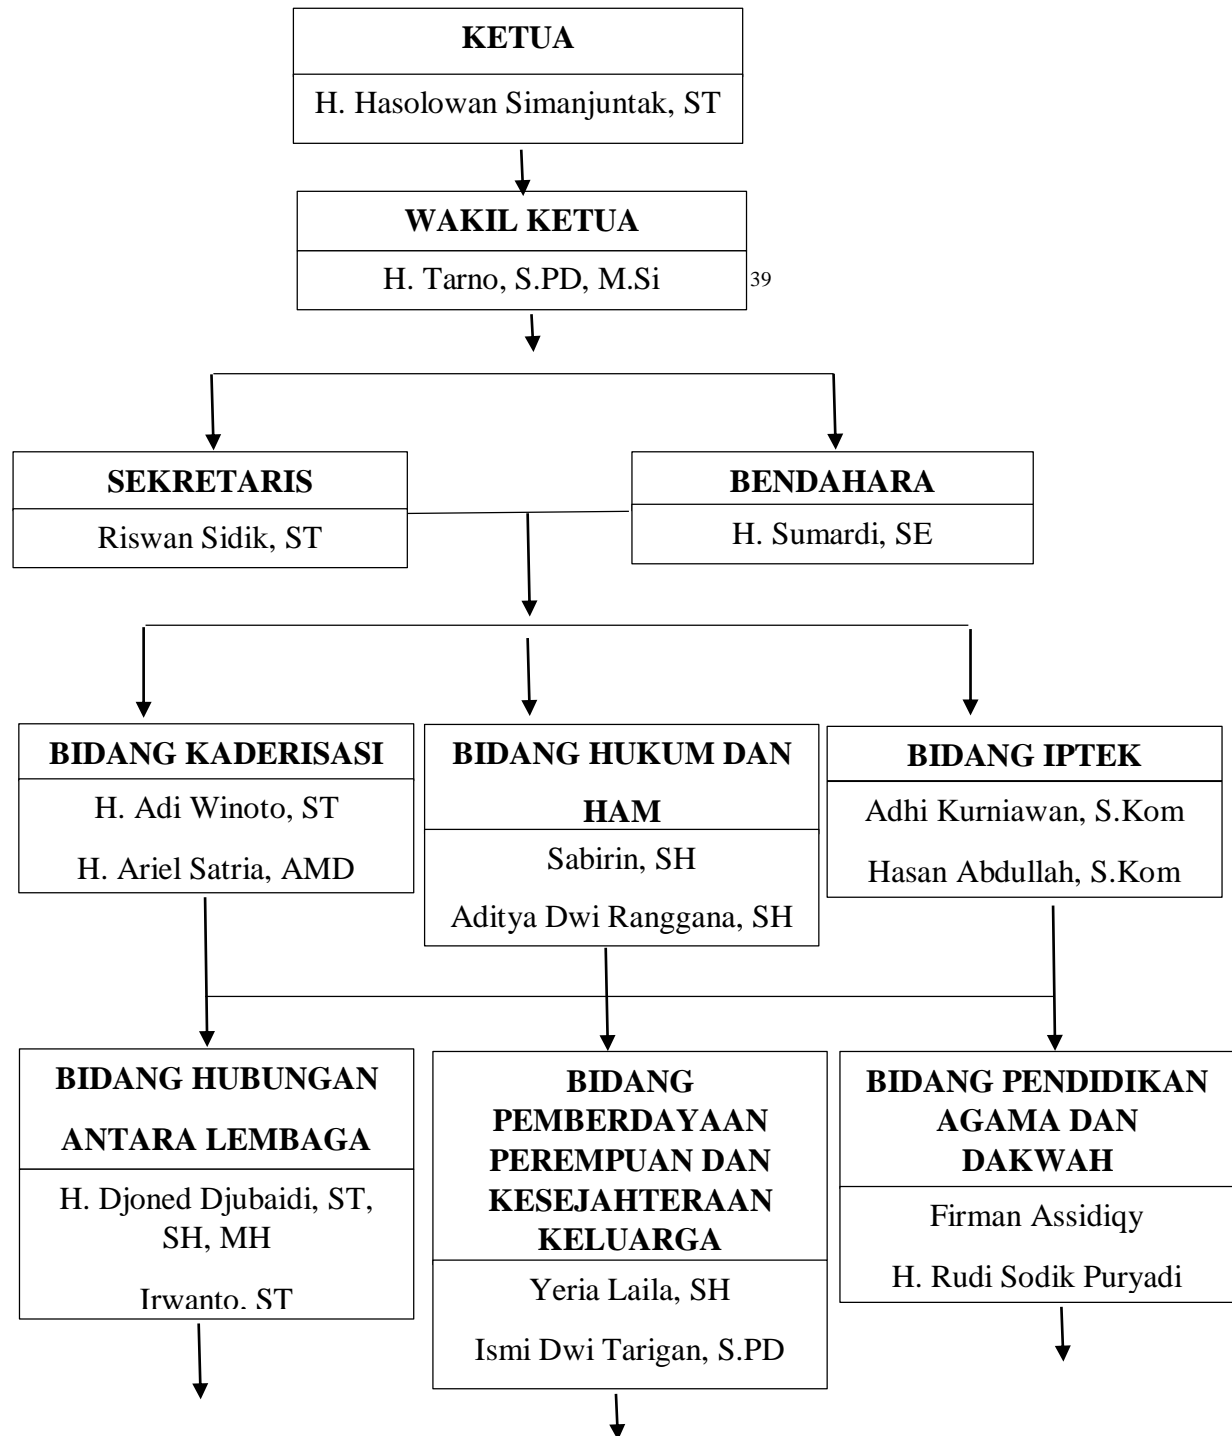 KETUA
H. Hasolowan Simanjuntak, ST
WAKIL KETUA
H. Tarno, S.PD, M.Si
39
SEKRETARIS
Riswan Sidik, ST
BENDAHARA
H. Sumardi, SE
BIDANG KADERISASI
H. Adi Winoto, ST
H. Ariel Satria, AMD
BIDANG HUKUM DAN
HAM
Sabirin, SH
Aditya Dwi Ranggana, SH
BIDANG IPTEK
Adhi Kurniawan, S.Kom
Hasan Abdullah, S.Kom
BIDANG HUBUNGAN
ANTARA LEMBAGA
H. Djoned Djubaidi, ST,
SH, MH
Irwanto, ST
BIDANG
PEMBERDAYAAN
PEREMPUAN DAN
KESEJAHTERAAN
KELUARGA
Yeria Laila, SH
Ismi Dwi Tarigan, S.PD
BIDANG PENDIDIKAN
AGAMA DAN
DAKWAH
Firman Assidiqy
H. Rudi Sodik Puryadi